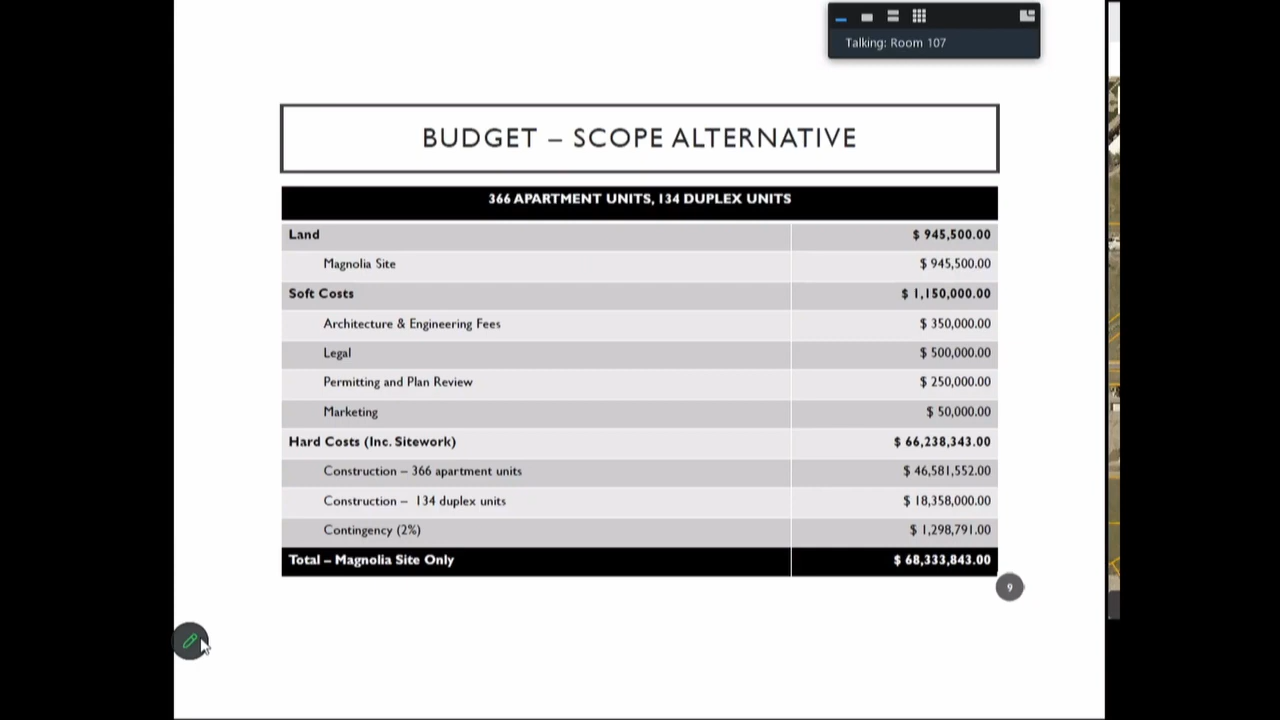 Talking: Room 107
BUDGET – SCOPE ALTERNATIVE
366 APARTMENT UNITS, 134 DUPLEX UNITS
Land $ 945,500.00
Magnolia Site $ 945,500.00
Soft Costs $ 1,150,000.00
Architecture & Engineering Fees $ 350,000.00
Legal $ 500,000.00
Permitting and Plan Review $ 250,000.00
Marketing $ 50,000.00
Hard Costs (Inc. Sitework) $ 66,238,343.00
Construction – 366 apartment units $ 46,581,552.00
Construction – 134 duplex units $ 18,358,000.00
Contingency (2%) $ 1,298,791.00
Total – Magnolia Site Only $ 68,333,843.00
9